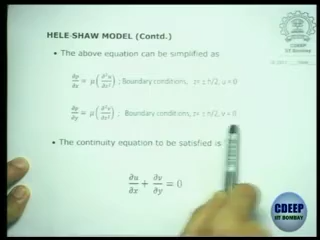 HELE-SHAW MODEL (Contd.)
CDEEP
IIT Bombay
• The above equation can be simplified as
∂p/∂x = μ(∂²u/∂z²) ; Boundary conditions, z= ± h/2, u = 0
∂p/∂y = μ(∂²v/∂z²) ; Boundary conditions, z= ± h/2, v = 0
• The continuity equation to be satisfied is
∂u/∂x + ∂v/∂y = 0
CDEEP
IIT BOMBAY